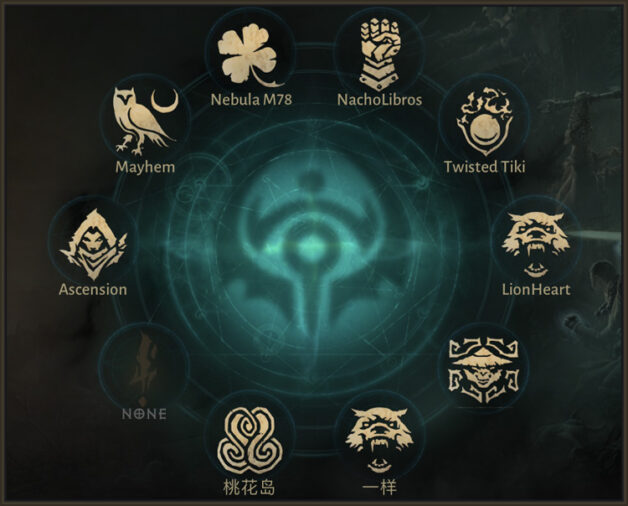 Nebula M78
NachoLibros
Mayhem
Twisted Tiki
Ascension
LionHeart
NONE
桃花岛
一样